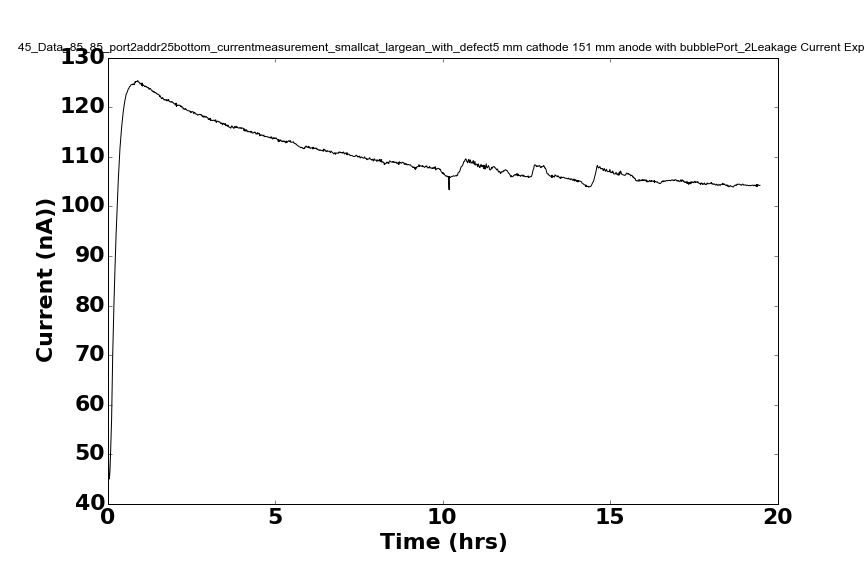 45_Data_85_85_port2addr25bottom_currentmeasurement_smallcat_largean_with_defect5 mm cathode 151 mm anode with bubblePort_2Leakage Current Exp
130
120
110
100
90
80
70
60
50
40
Current (nA))
0 5 10 15 20
Time (hrs)